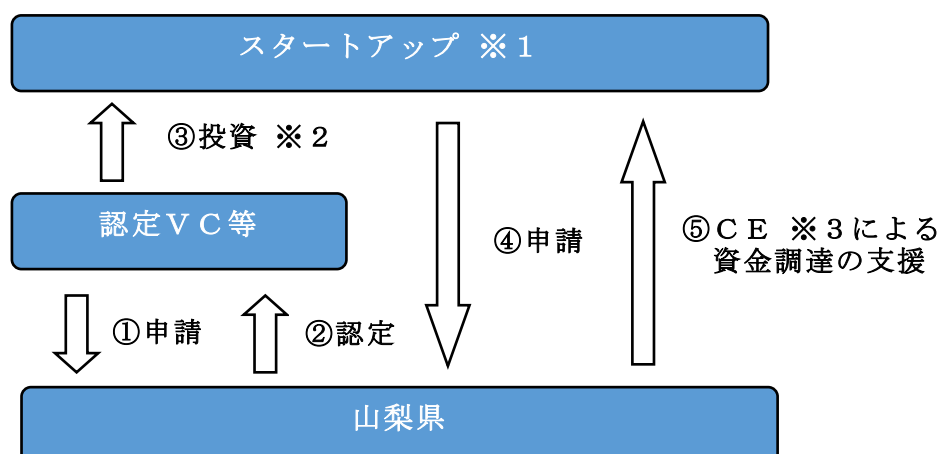 スタートアップ ※１
③投資 ※２
認定ＶＣ等
④申請
⑤ＣＥ ※３による
資金調達の支援
①申請
②認定
山梨県